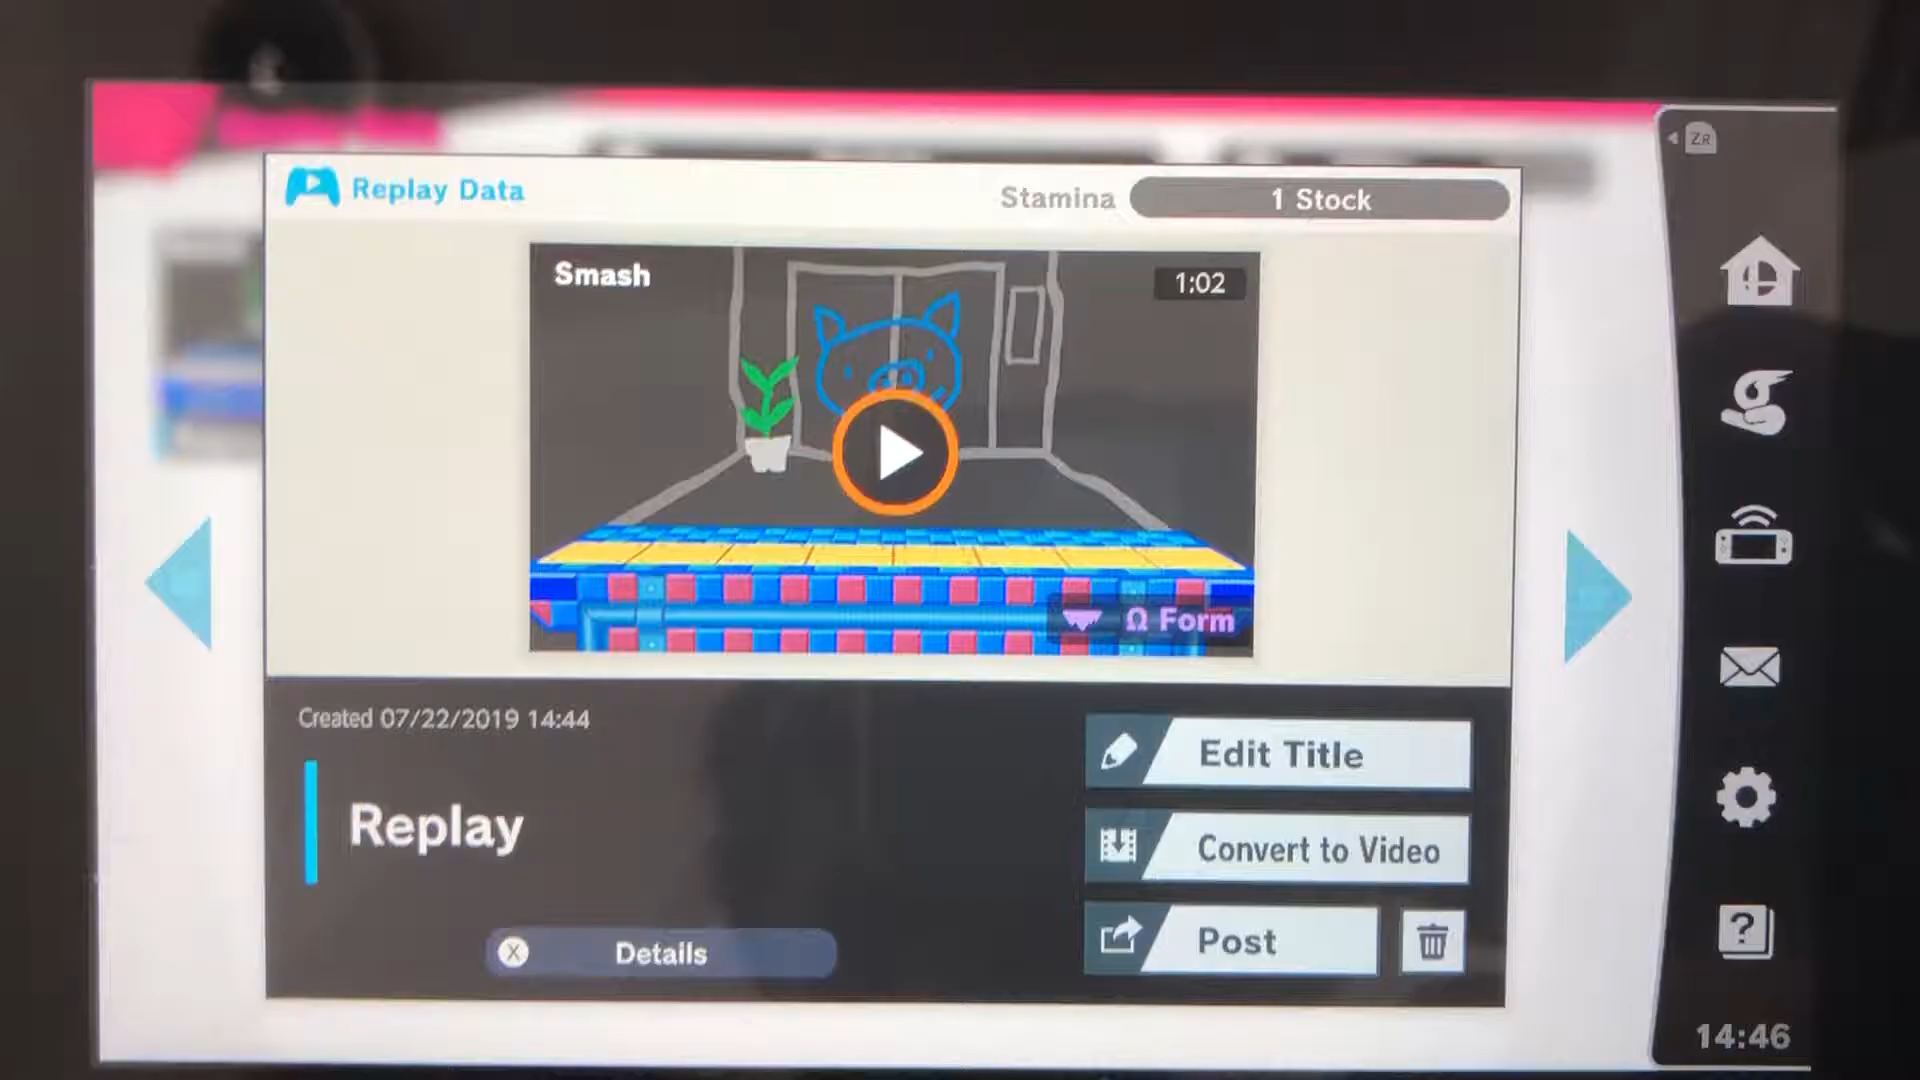 ZR
Replay Data
Stamina
1 Stock
Smash
1:02
Ω Form
Created 07/22/2019 14:44
Replay
Edit Title
Convert to Video
Post
X
Details
14:46